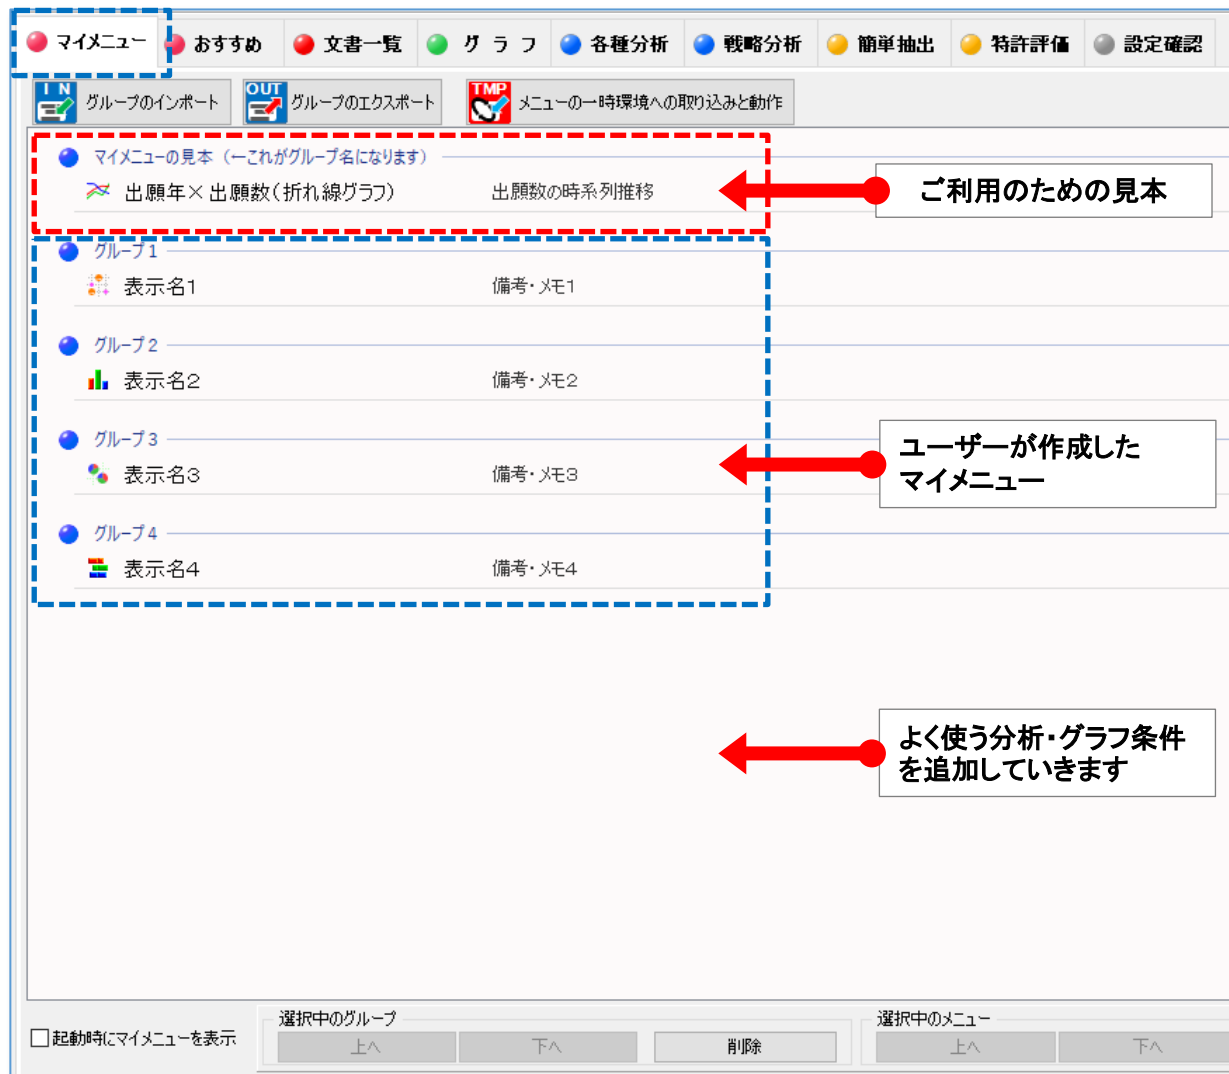 マイメニュー おすすめ 文書一覧 グラフ 各種分析 戦略分析 簡単抽出 特許評価 設定確認
IN グループのインポート OUT グループのエクスポート TMP メニューの一時環境への取り込みと動作
マイメニューの見本（←これがグループ名になります）
出願年×出願数(折れ線グラフ) 出願数の時系列推移
ご利用のための見本
グループ1
表示名1 備考・メモ1
グループ2
表示名2 備考・メモ2
グループ3
表示名3 備考・メモ3
ユーザーが作成した
マイメニュー
グループ4
表示名4 備考・メモ4
よく使う分析・グラフ条件
を追加していきます
起動時にマイメニューを表示
選択中のグループ
上へ 下へ 削除
選択中のメニュー
上へ 下へ